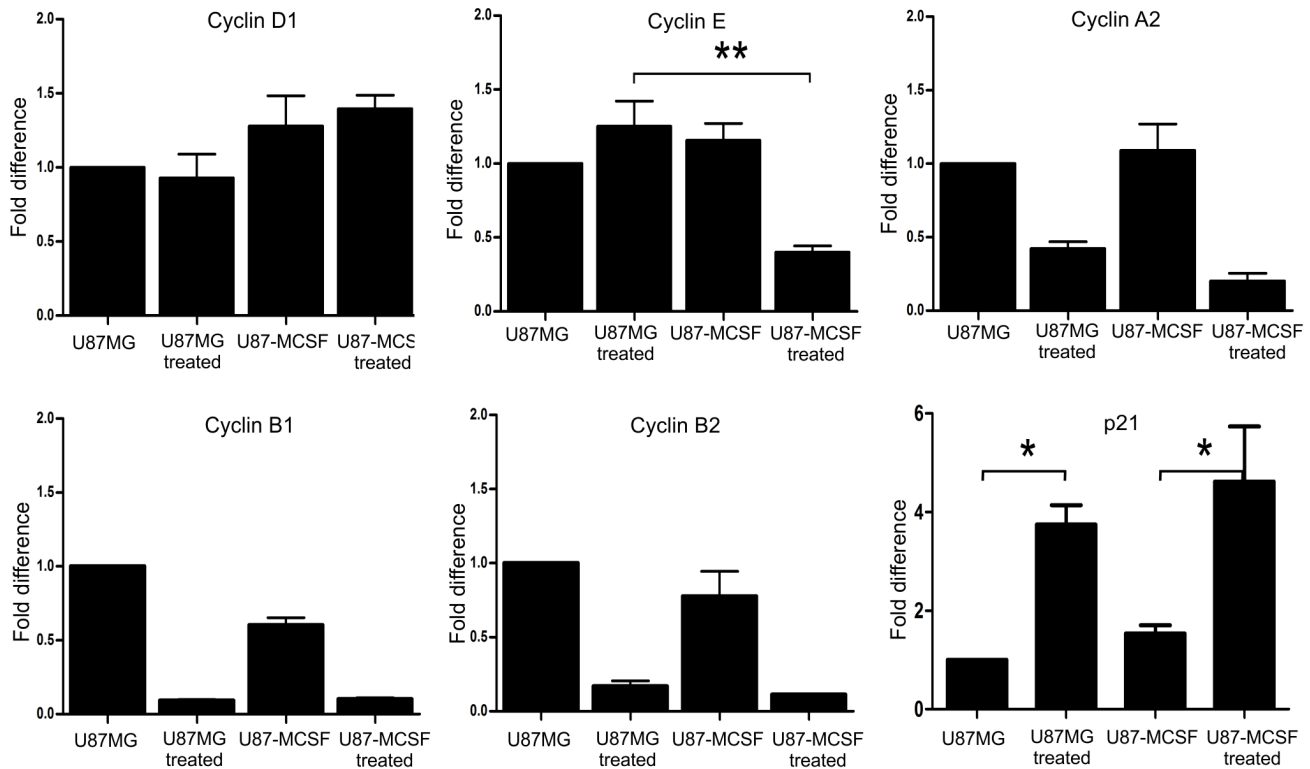 Cyclin D1
Fold difference
2.0
1.5
1.0
0.5
0.0
U87MG
U87MG
treated
U87-MCSF
U87-MCS
treated
Cyclin E
**
Fold difference
2.0
1.5
1.0
0.5
0.0
U87MG
U87MG
treated
U87-MCSF
U87-MCSF
treated
Cyclin A2
Fold difference
2.0
1.5
1.0
0.5
0.0
U87MG
U87MG
treated
U87-MCSF
U87-MCSF
treated
Cyclin B1
Fold difference
2.0
1.5
1.0
0.5
0.0
U87MG
U87MG
treated
U87-MCSF
U87-MCSF
treated
Cyclin B2
Fold difference
2.0
1.5
1.0
0.5
0.0
U87MG
U87MG
treated
U87-MCSF
U87-MCSF
treated
p21
*
*
Fold difference
6
4
2
0
U87MG
U87MG
treated
U87-MCSF
U87-MCSF
treated